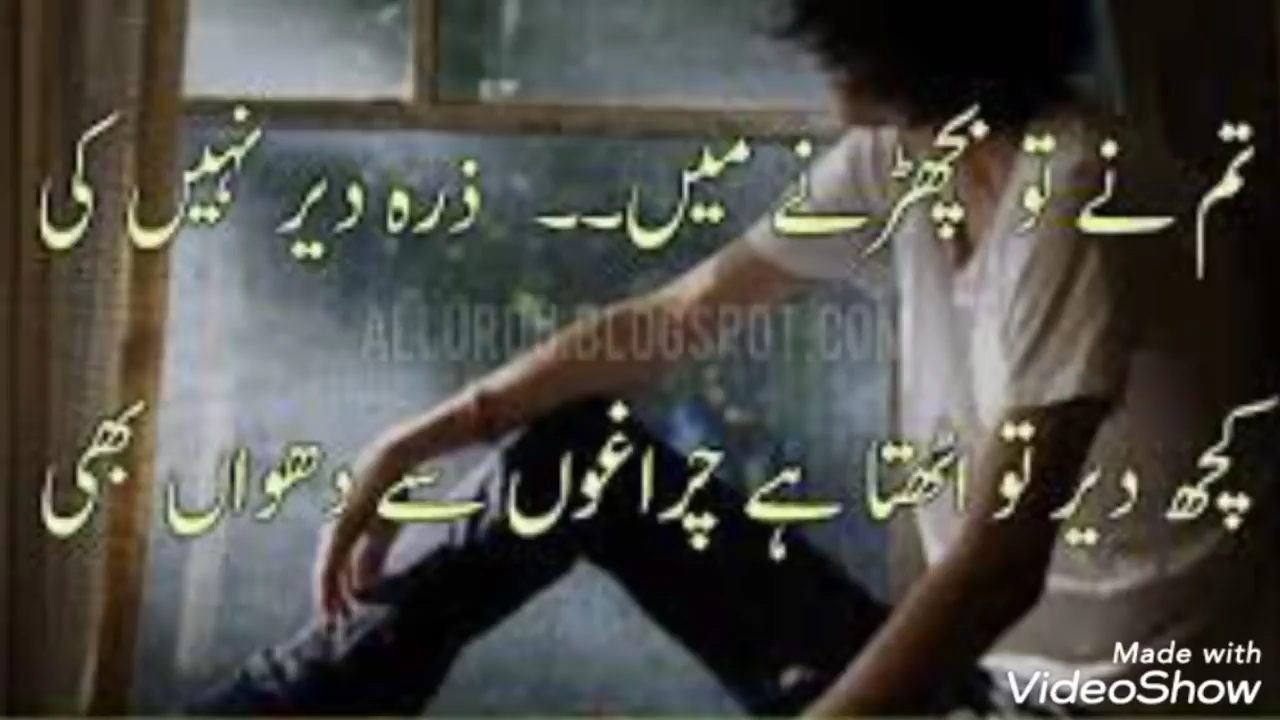 تم نے تو بچھڑنے میں-- ذرہ دیر نہیں کی
ALLURDU.BLOGSPOT.COM
کچھ دیر تو اٹھتا ہے چراغوں سے دھواں بھی
Made with
VideoShow